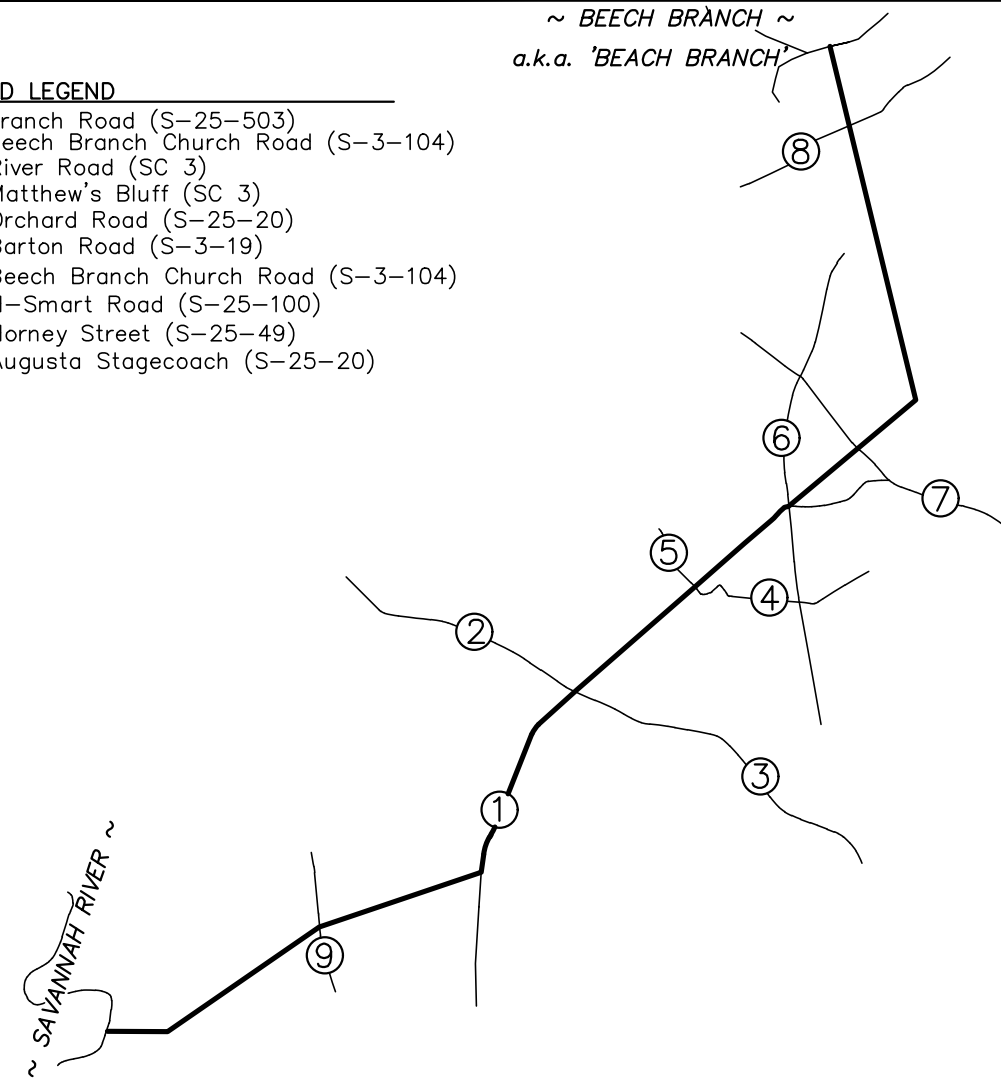 ~ BEECH BRANCH ~
a.k.a. 'BEACH BRANCH'
D LEGEND
ranch Road (S-25-503)
eech Branch Church Road (S-3-104)
River Road (SC 3)
Matthew's Bluff (SC 3)
Orchard Road (S-25-20)
Barton Road (S-3-19)
Beech Branch Church Road (S-3-104)
-Smart Road (S-25-100)
orney Street (S-25-49)
Augusta Stagecoach (S-25-20)
8
6
7
5
4
2
3
1
9
~ SAVANNAH RIVER ~